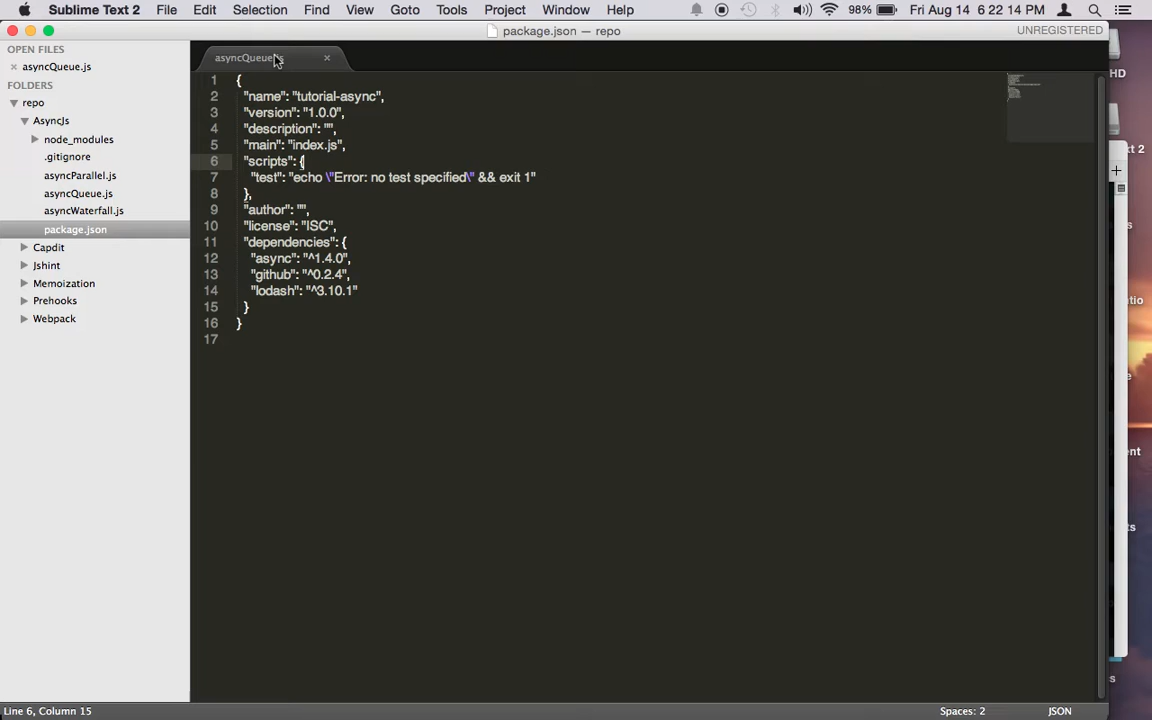 Sublime Text 2 File Edit Selection Find View Goto Tools Project Window Help 98% Fri Aug 14 6 22 14 PM
package.json — repo UNREGISTERED
OPEN FILES
asyncQueue.js
FOLDERS
repo
AsyncJs
node_modules
.gitignore
asyncParallel.js
asyncQueue.js
asyncWaterfall.js
package.json
Capdit
Jshint
Memoization
Prehooks
Webpack
asyncQueue.js
1 {
2 "name": "tutorial-async",
3 "version": "1.0.0",
4 "description": "",
5 "main": "index.js",
6 "scripts": {
7 "test": "echo \"Error: no test specified\" && exit 1"
8 },
9 "author": "",
10 "license": "ISC",
11 "dependencies": {
12 "async": "^1.4.0",
13 "github": "^0.2.4",
14 "lodash": "^3.10.1"
15 }
16 }
17
HD
xt 2
Line 6, Column 15 Spaces: 2 JSON